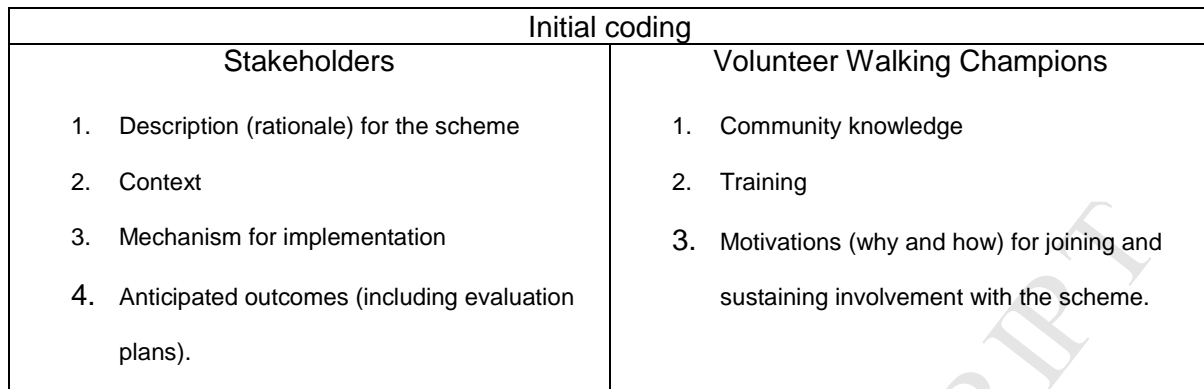 Initial coding
Stakeholders
1. Description (rationale) for the scheme
2. Context
3. Mechanism for implementation
4. Anticipated outcomes (including evaluation
plans).
Volunteer Walking Champions
1. Community knowledge
2. Training
3. Motivations (why and how) for joining and
sustaining involvement with the scheme.
RIPT